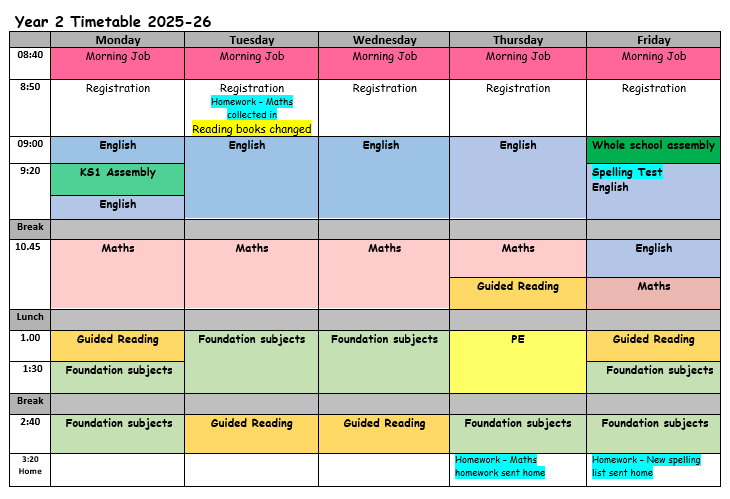 Year 2 Timetable 2025-26
Monday Tuesday Wednesday Thursday Friday
08:40 Morning Job Morning Job Morning Job Morning Job Morning Job
8:50 Registration Registration Registration Registration Registration
Homework – Maths
collected in
Reading books changed
09:00 English English English English Whole school assembly
9:20 KS1 Assembly Spelling Test
English
English
Break
10.45 Maths Maths Maths Maths English
Guided Reading Maths
Lunch
1.00 Guided Reading Foundation subjects Foundation subjects PE Guided Reading
1:30 Foundation subjects Foundation subjects
Break
2:40 Foundation subjects Guided Reading Guided Reading Foundation subjects Foundation subjects
3:20 Homework – Maths Homework – New spelling
Home homework sent home list sent home